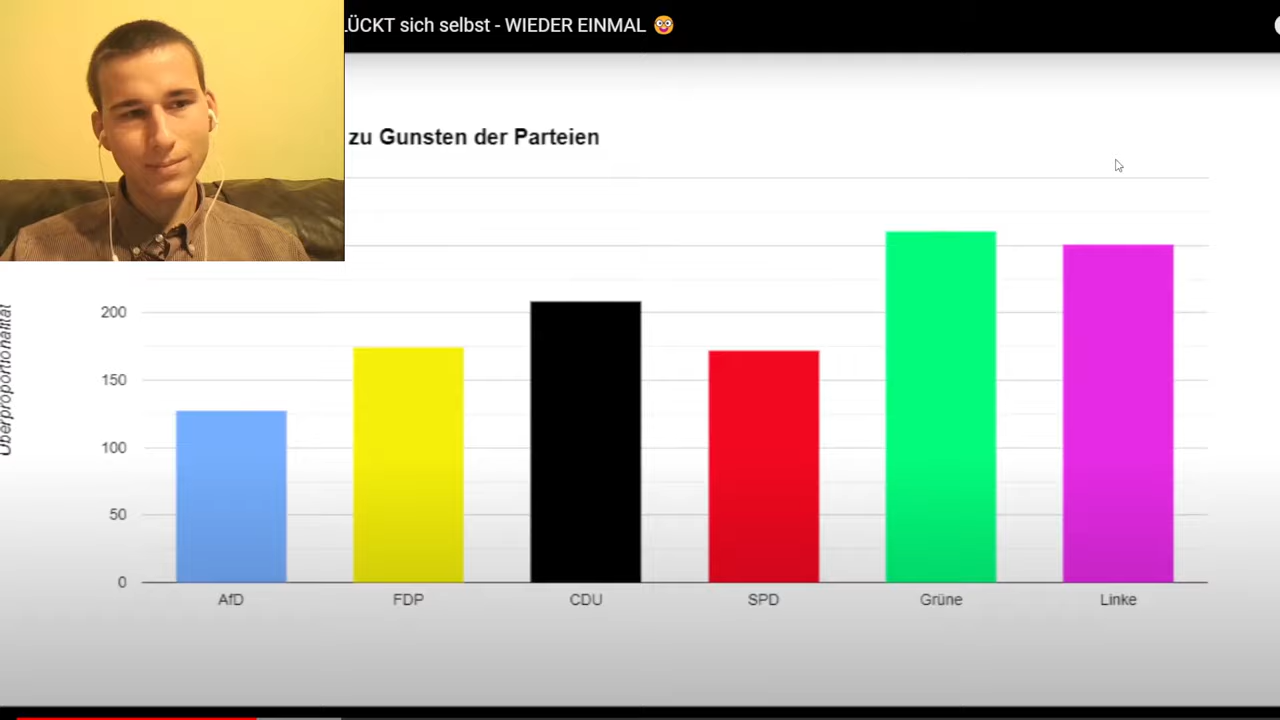 LÜCKT sich selbst - WIEDER EINMAL 🤡
zu Gunsten der Parteien
Überproportionalität
200
150
100
50
0
AfD FDP CDU SPD Grüne Linke